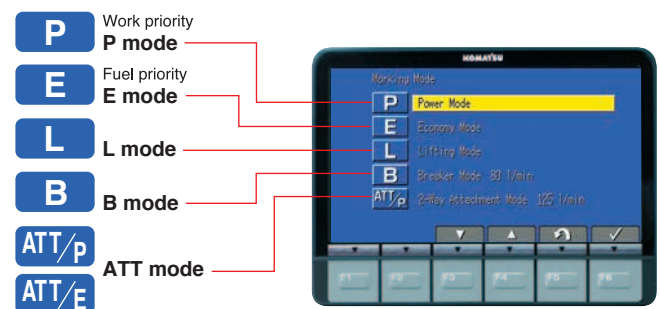 P
Work priority
P mode
E
Fuel priority
E mode
L
L mode
B
B mode
ATT/P
ATT/E
ATT mode
KOMATSU
Working Mode
P Power Mode
E Economy Mode
L Lifting Mode
B Breaker Mode 80 l/min
ATT/P 2-Way Attachment Mode 125 l/min
F1 F2 F3 F4 F5 F6